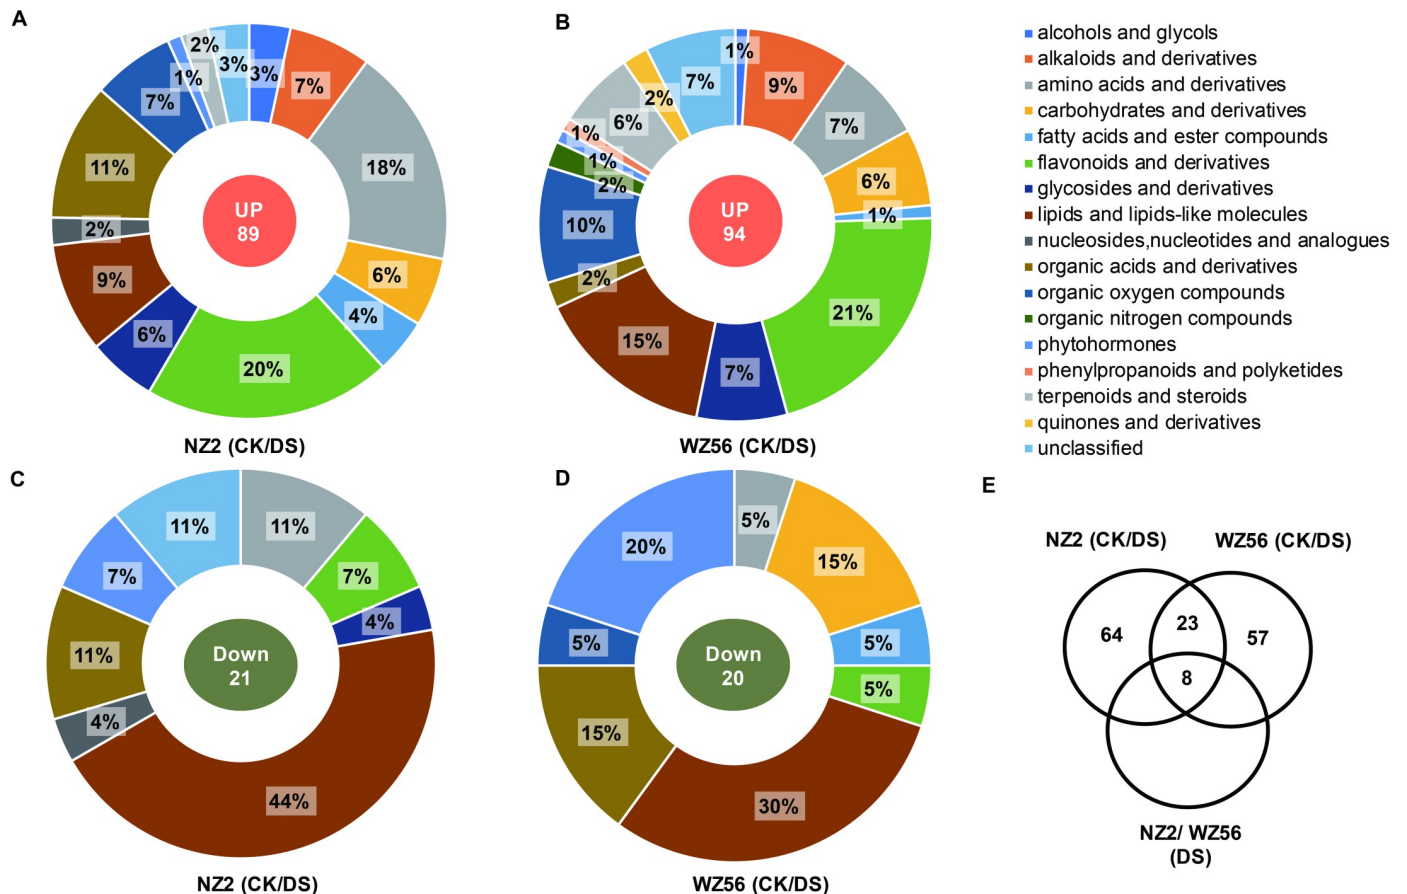 A
3%
7%
18%
6%
4%
20%
6%
9%
2%
11%
7%
1%
2%
3%
UP
89
NZ2 (CK/DS)
B
1%
9%
7%
6%
1%
21%
7%
15%
2%
10%
2%
1%
1%
6%
2%
7%
UP
94
WZ56 (CK/DS)
alcohols and glycols
alkaloids and derivatives
amino acids and derivatives
carbohydrates and derivatives
fatty acids and ester compounds
flavonoids and derivatives
glycosides and derivatives
lipids and lipids-like molecules
nucleosides,nucleotides and analogues
organic acids and derivatives
organic oxygen compounds
organic nitrogen compounds
phytohormones
phenylpropanoids and polyketides
terpenoids and steroids
quinones and derivatives
unclassified
C
11%
7%
4%
44%
4%
11%
7%
11%
Down
21
NZ2 (CK/DS)
D
5%
15%
5%
5%
30%
15%
5%
20%
Down
20
WZ56 (CK/DS)
E
NZ2 (CK/DS)
WZ56 (CK/DS)
64
23
57
8
NZ2/ WZ56
(DS)